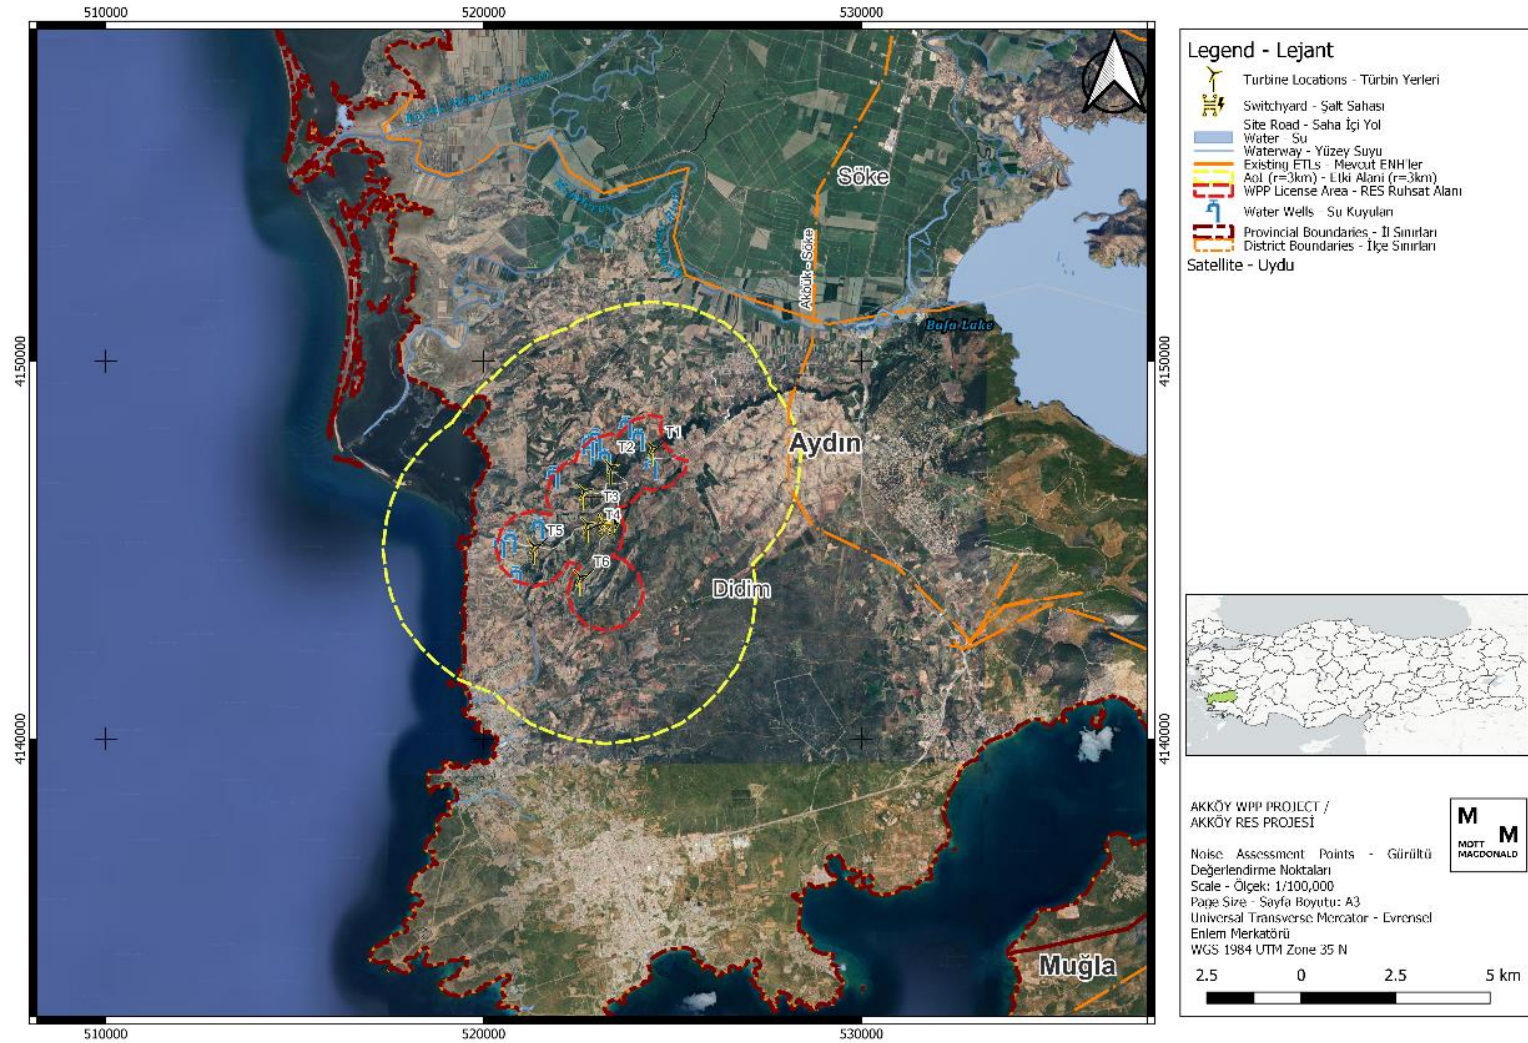 510000
520000
530000
4150000
4140000
4150000
4140000
510000
520000
530000
Söke
Akbük - Söke
Bafa Lake
Aydın
Didim
Muğla
T1
T2
T3
T4
T5
T6
Legend - Lejant
Turbine Locations - Türbin Yerleri
Switchyard - Şalt Sahası
Site Road - Saha İçi Yol
Water - Su
Waterway - Yüzey Suyu
Existing ETLs - Mevcut ENH'ler
AoI (r=3km) - Etki Alani (r=3km)
WPP License Area - RES Ruhsat Alanı
Water Wells - Su Kuyuları
Provincial Boundaries - İl Sınırları
District Boundaries - İlçe Sınırları
Satellite - Uydu
AKKÖY WPP PROJECT /
AKKÖY RES PROJESİ
M
M
MOTT
MACDONALD
Noise Assessment Points - Gürültü
Değerlendirme Noktaları
Scale - Ölçek: 1/100,000
Page Size - Sayfa Boyutu: A3
Universal Transverse Mercator - Evrensel
Enlem Merkatörü
WGS 1984 UTM Zone 35 N
2.5 0 2.5 5 km